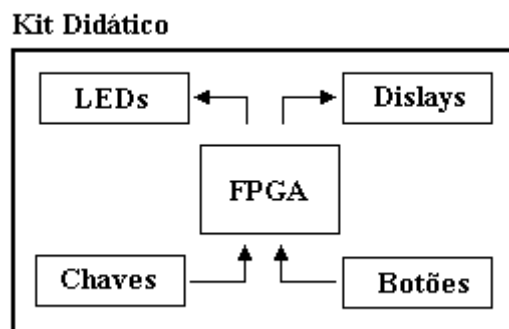 Kit Didático
LEDs
Dislays
FPGA
Chaves
Botões